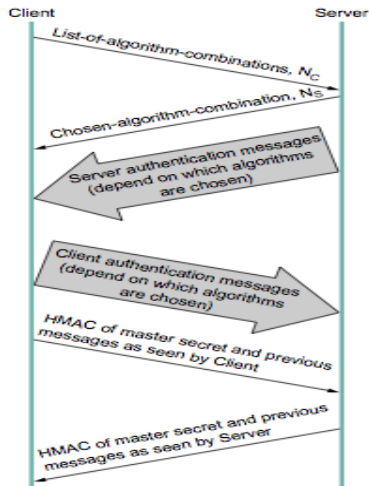 Client
Server
List-of-algorithm-combinations, N_C
Chosen-algorithm-combination, N_S
Server authentication messages
(depend on which algorithms
are chosen)
Client authentication messages
(depend on which algorithms
are chosen)
HMAC of master secret and previous
messages as seen by Client
HMAC of master secret and previous
messages as seen by Server